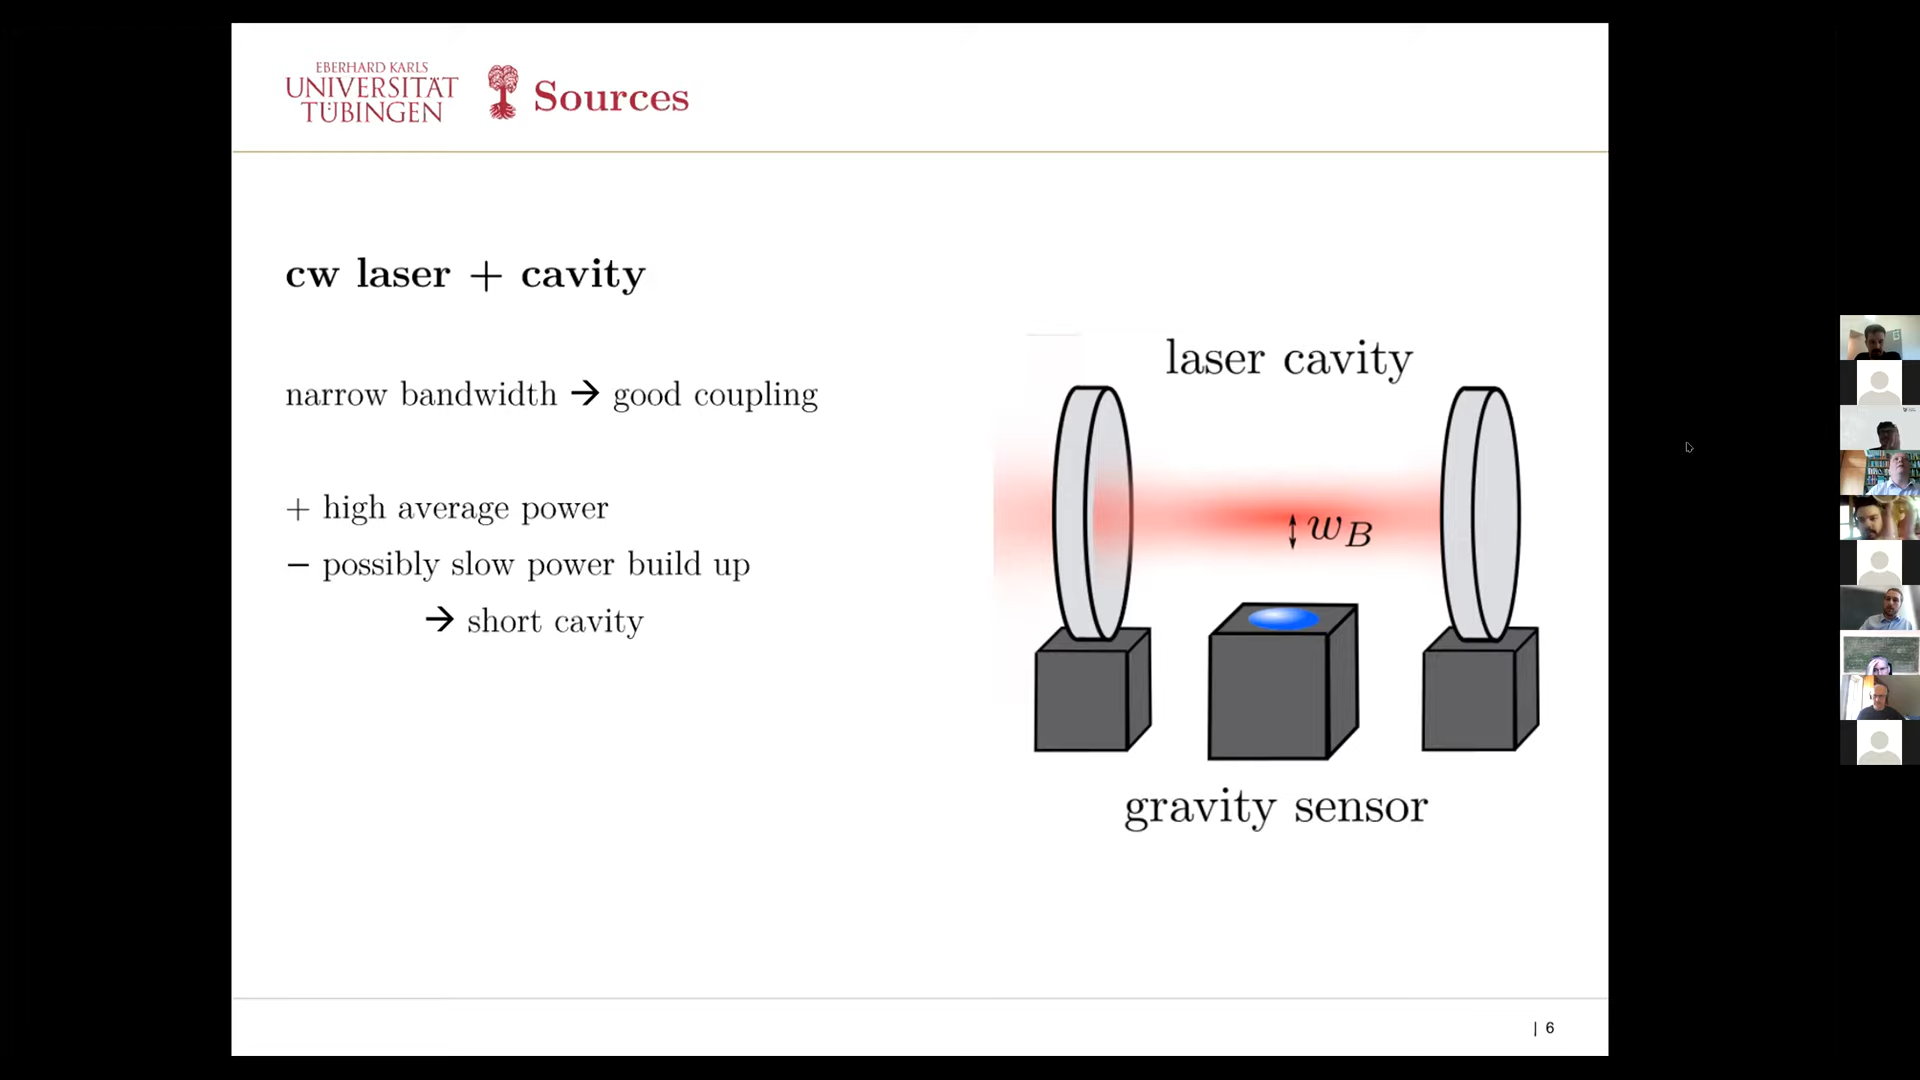 EBERHARD KARLS
UNIVERSITÄT
TÜBINGEN
Sources
cw laser + cavity
narrow bandwidth → good coupling
+ high average power
− possibly slow power build up
→ short cavity
laser cavity
w_B
gravity sensor
| 6